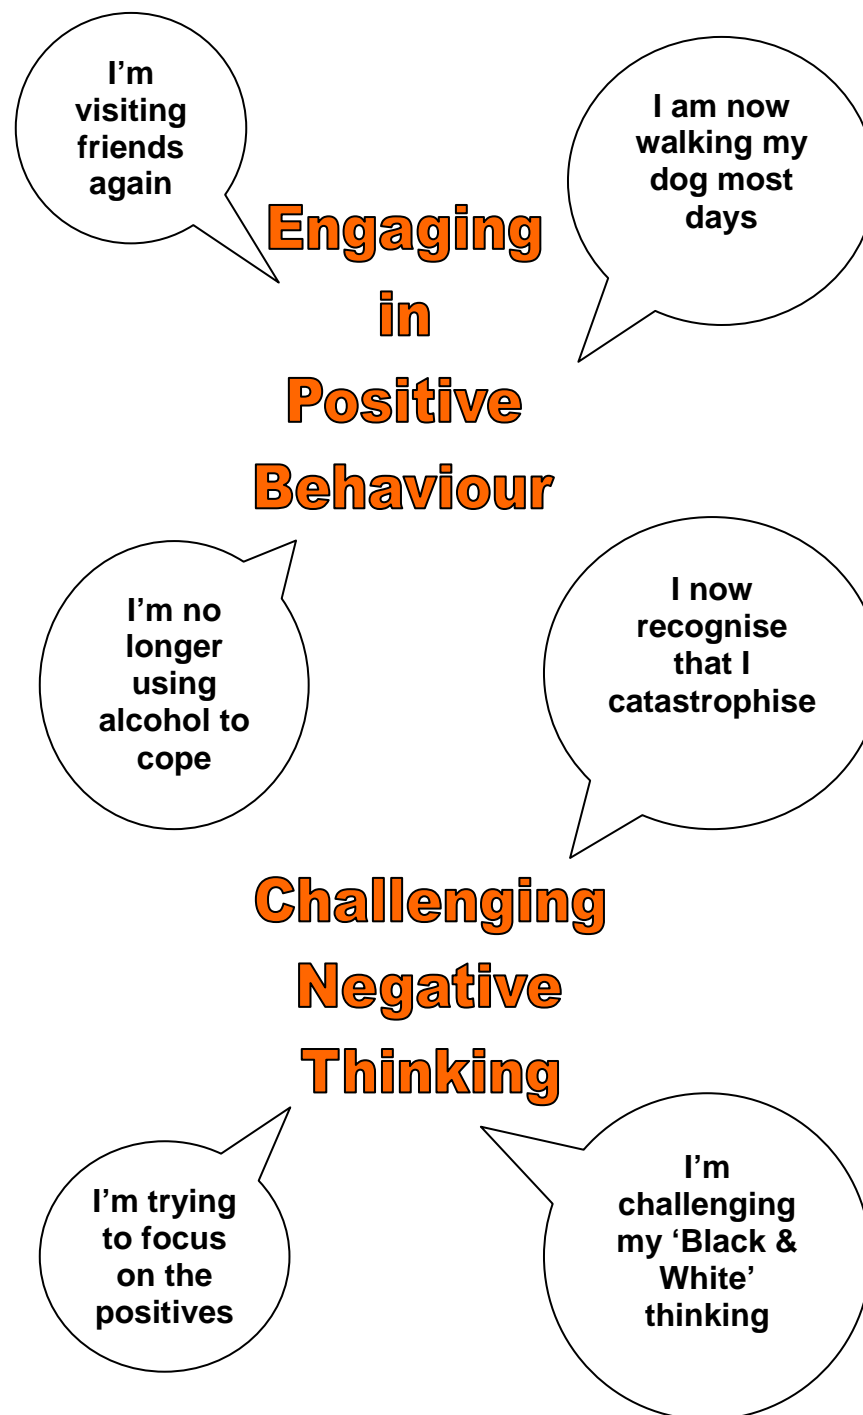 I’m
visiting
friends
again
I am now
walking my
dog most
days
Engaging
in
Positive
Behaviour
I’m no
longer
using
alcohol to
cope
I now
recognise
that I
catastrophise
Challenging
Negative
Thinking
I’m trying
to focus
on the
positives
I’m
challenging
my ‘Black &
White’
thinking